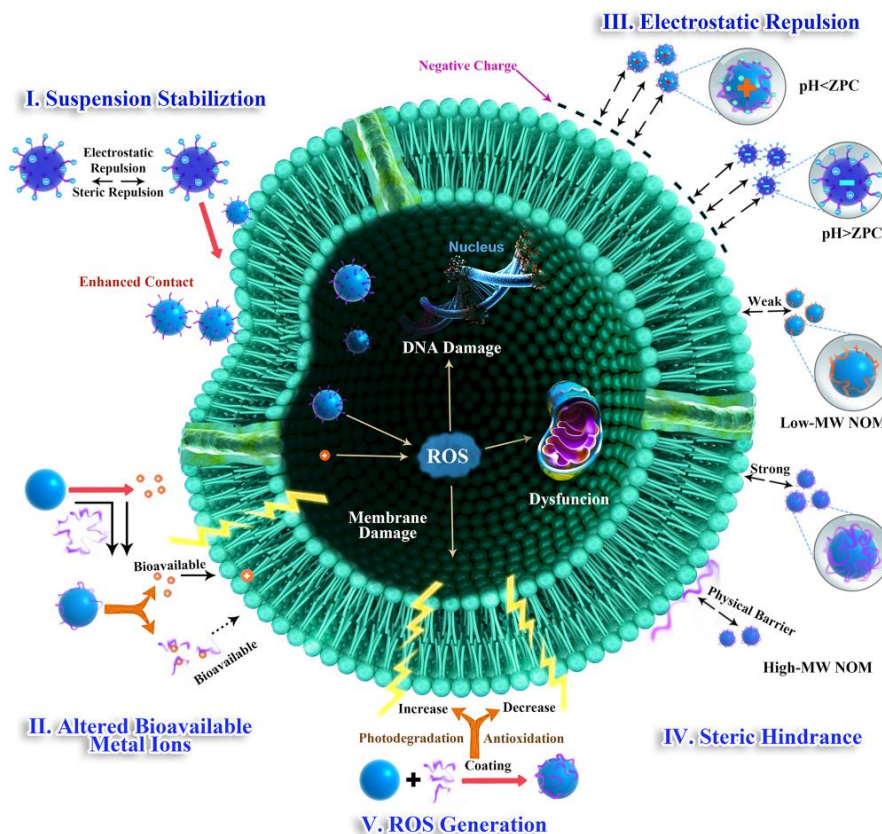 III. Electrostatic Repulsion
Negative Charge
pH<ZPC
I. Suspension Stabiliztion
Electrostatic
Repulsion
Steric Repulsion
pH>ZPC
Enhanced Contact
Nucleus
DNA Damage
Weak
Low-MW NOM
ROS
Strong
Dysfuncion
Membrane
Damage
Bioavailable
Bioavailable
Physical Barrier
High-MW NOM
II. Altered Bioavailable
Metal Ions
Increase
Decrease
Photodegradation
Antioxidation
IV. Steric Hindrance
Coating
V. ROS Generation